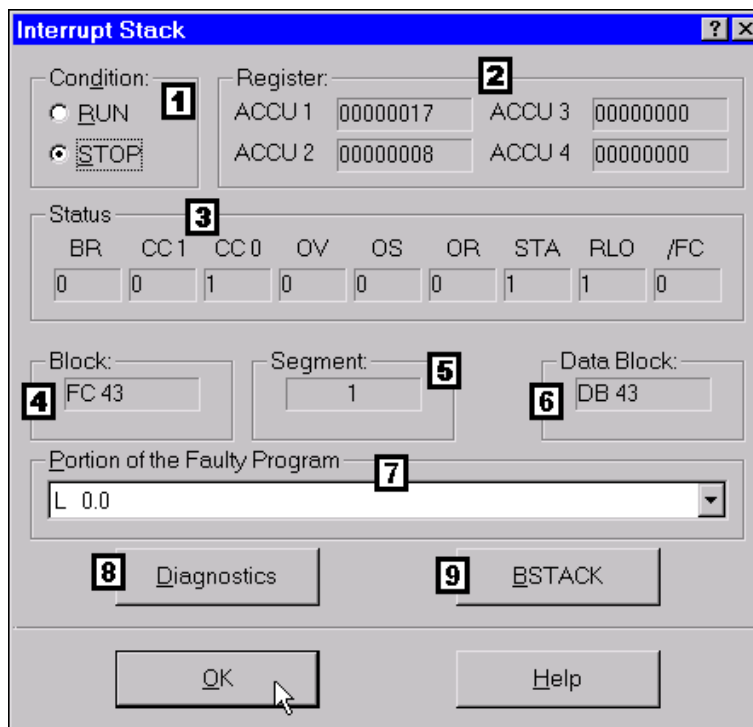 Interrupt Stack
Condition:
1
RUN
STOP
Register:
2
ACCU 1 00000017 ACCU 3 00000000
ACCU 2 00000008 ACCU 4 00000000
Status
3
BR CC 1 CC 0 OV OS OR STA RLO /FC
0 0 1 0 0 0 1 1 0
Block:
4
FC 43
Segment:
5
1
Data Block:
6
DB 43
Portion of the Faulty Program
7
L 0.0
8
Diagnostics
9
BSTACK
OK
Help